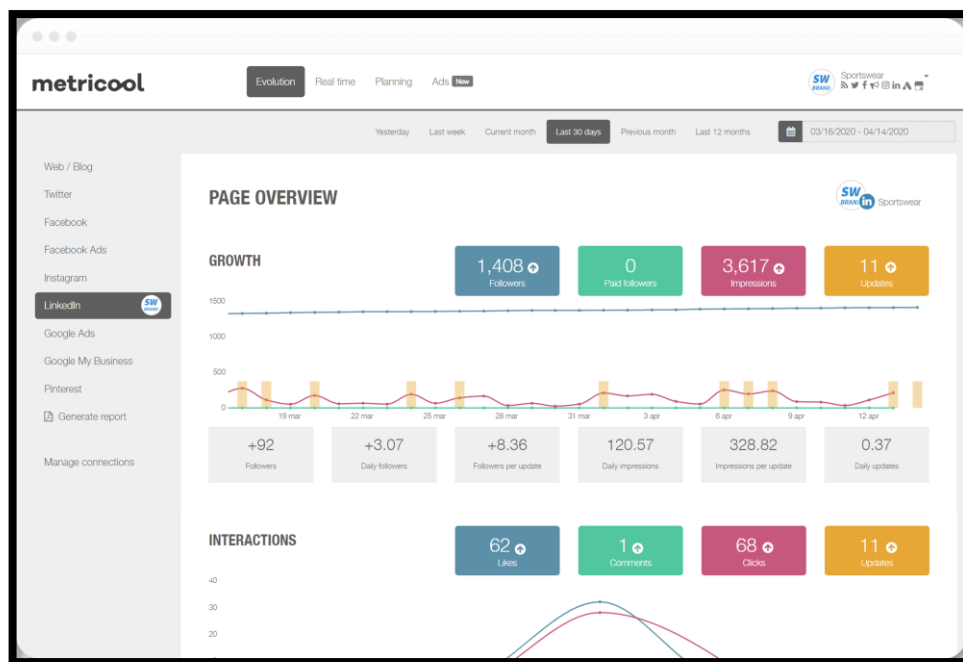 metricool
Evolution Real time Planning Ads New
SW BRAND Sportswear
Yesterday Last week Current month Last 30 days Previous month Last 12 months 03/16/2020 - 04/14/2020
Web / Blog
Twitter
Facebook
Facebook Ads
Instagram
LinkedIn SW BRAND
Google Ads
Google My Business
Pinterest
Generate report
Manage connections
PAGE OVERVIEW
SW BRAND in Sportswear
GROWTH
1,408 0 3,617 11
Followers Paid followers Impressions Updates
1500
1000
500
0
19 mar 22 mar 25 mar 28 mar 31 mar 3 apr 6 apr 9 apr 12 apr
+92 +3.07 +8.36 120.57 328.82 0.37
Followers Daily followers Followers per update Daily impressions Impressions per update Daily updates
INTERACTIONS
62 1 68 11
Likes Comments Clicks Updates
40
30
20